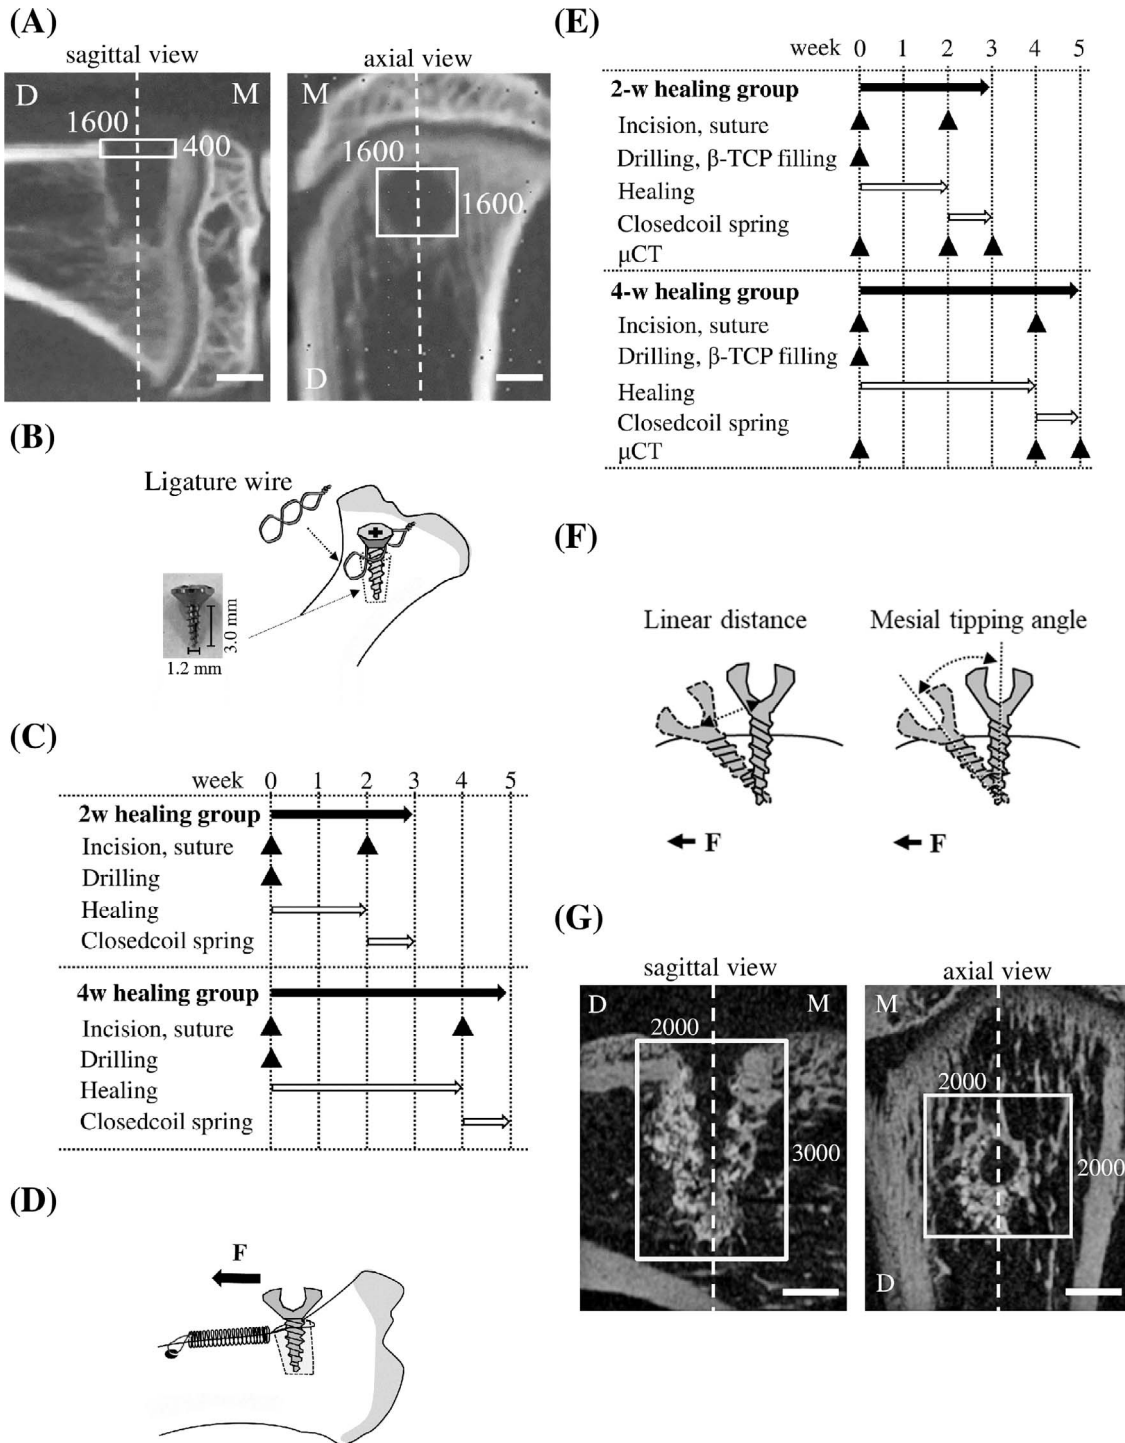 (A)
sagittal view
axial view
D
M
1600
400
M
1600
1600
D
(B)
Ligature wire
3.0 mm
1.2 mm
(C)
week 0 1 2 3 4 5
2w healing group
Incision, suture
Drilling
Healing
Closedcoil spring
4w healing group
Incision, suture
Drilling
Healing
Closedcoil spring
(D)
F
(E)
week 0 1 2 3 4 5
2-w healing group
Incision, suture
Drilling, β-TCP filling
Healing
Closedcoil spring
μCT
4-w healing group
Incision, suture
Drilling, β-TCP filling
Healing
Closedcoil spring
μCT
(F)
Linear distance
Mesial tipping angle
F
F
(G)
sagittal view
axial view
D
M
2000
3000
M
2000
2000
D